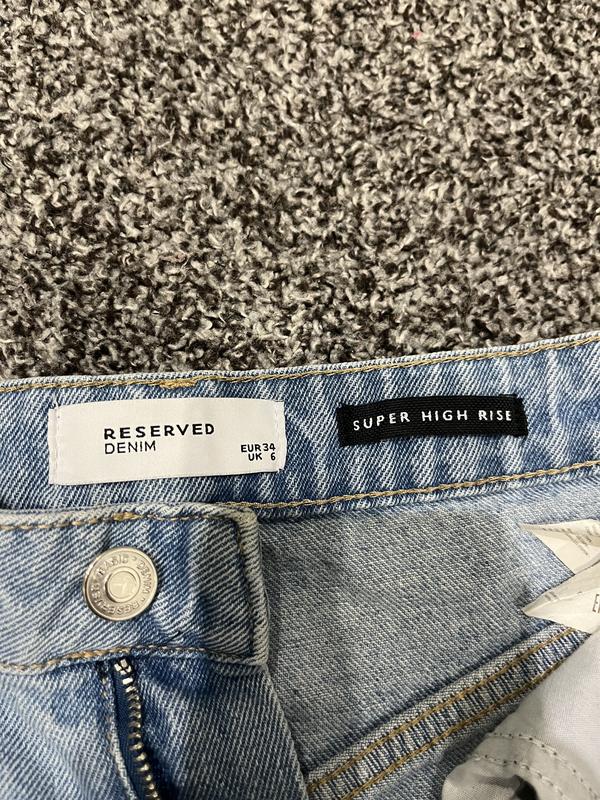 RESERVED
DENIM
EUR 34
UK 6
SUPER HIGH RISE